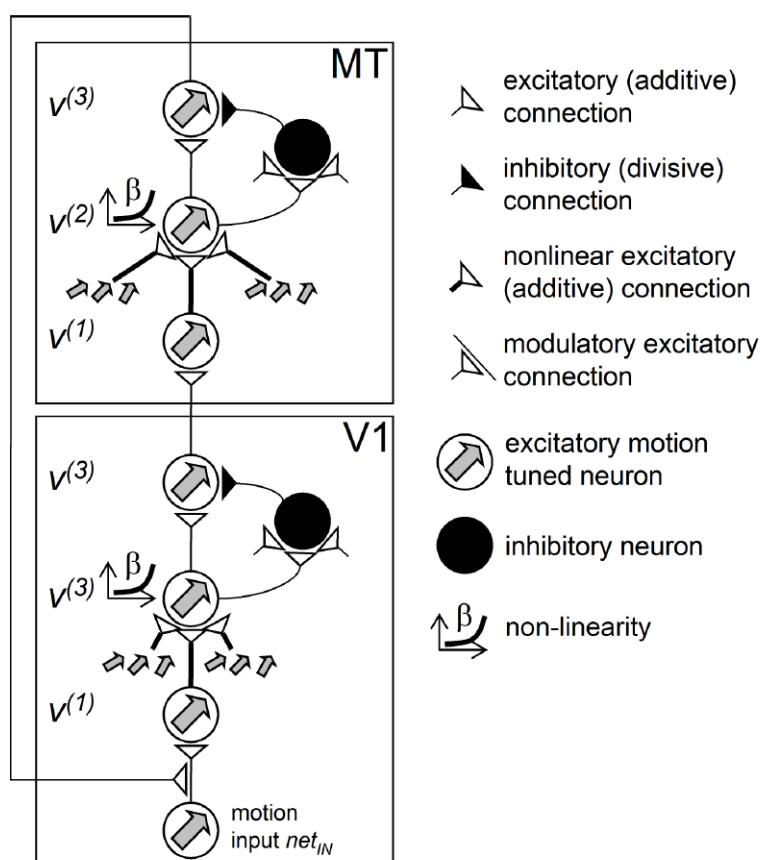 MT
v(3)
β
v(2)
v(1)
V1
v(3)
β
v(3)
v(1)
motion
input netIN
excitatory (additive)
connection
inhibitory (divisive)
connection
nonlinear excitatory
(additive) connection
modulatory excitatory
connection
excitatory motion
tuned neuron
inhibitory neuron
β
non-linearity